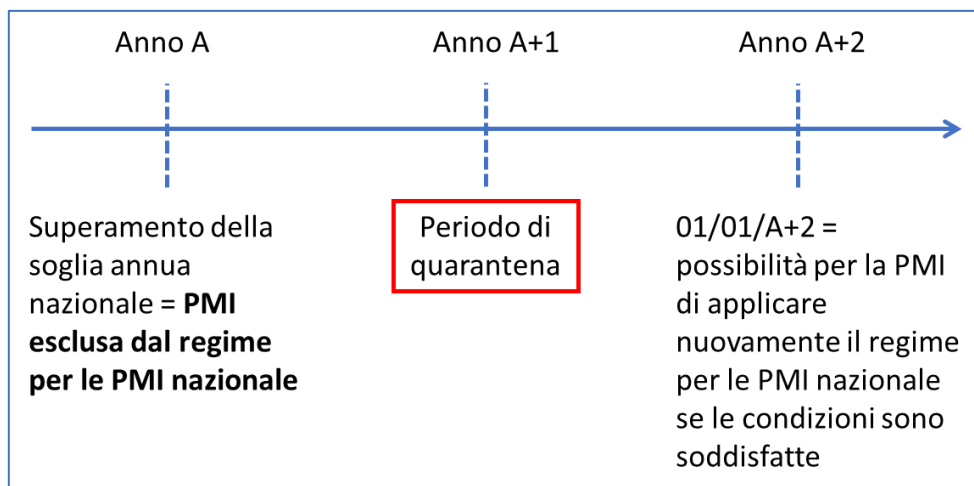 Anno A
Anno A+1
Anno A+2
Superamento della
soglia annua
nazionale = PMI
esclusa dal regime
per le PMI nazionale
Periodo di
quarantena
01/01/A+2 =
possibilità per la PMI
di applicare
nuovamente il regime
per le PMI nazionale
se le condizioni sono
soddisfatte